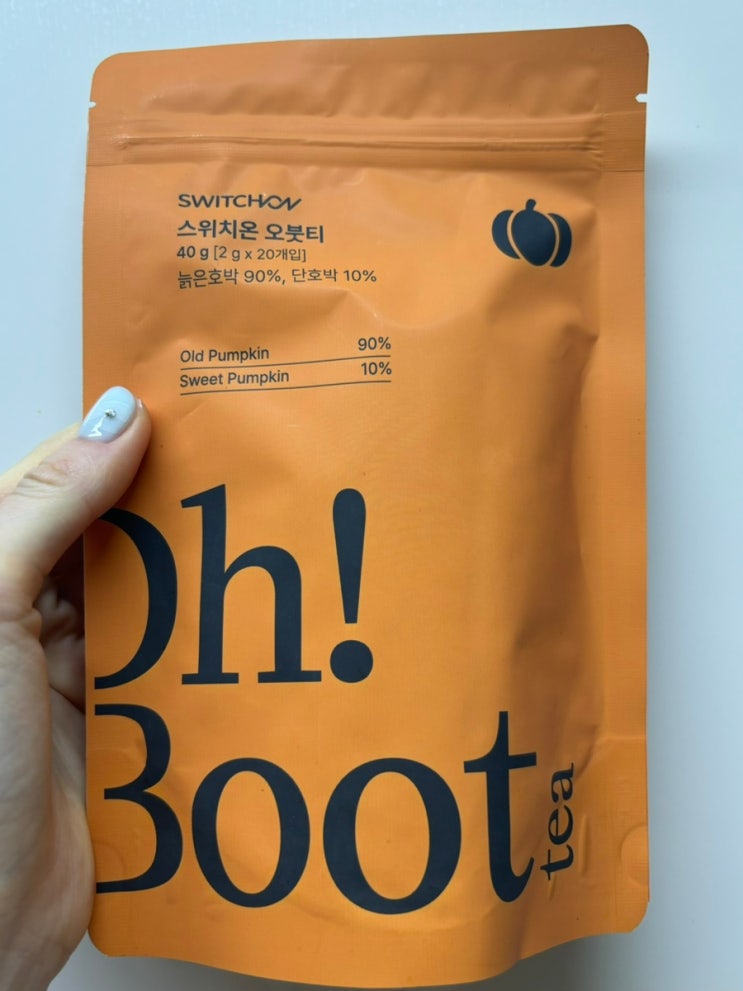 SWITCHON
스위치온 오붓티
40 g [2 g x 20개입]
늙은호박 90%, 단호박 10%
Old Pumpkin 90%
Sweet Pumpkin 10%
Oh!
Boot
tea